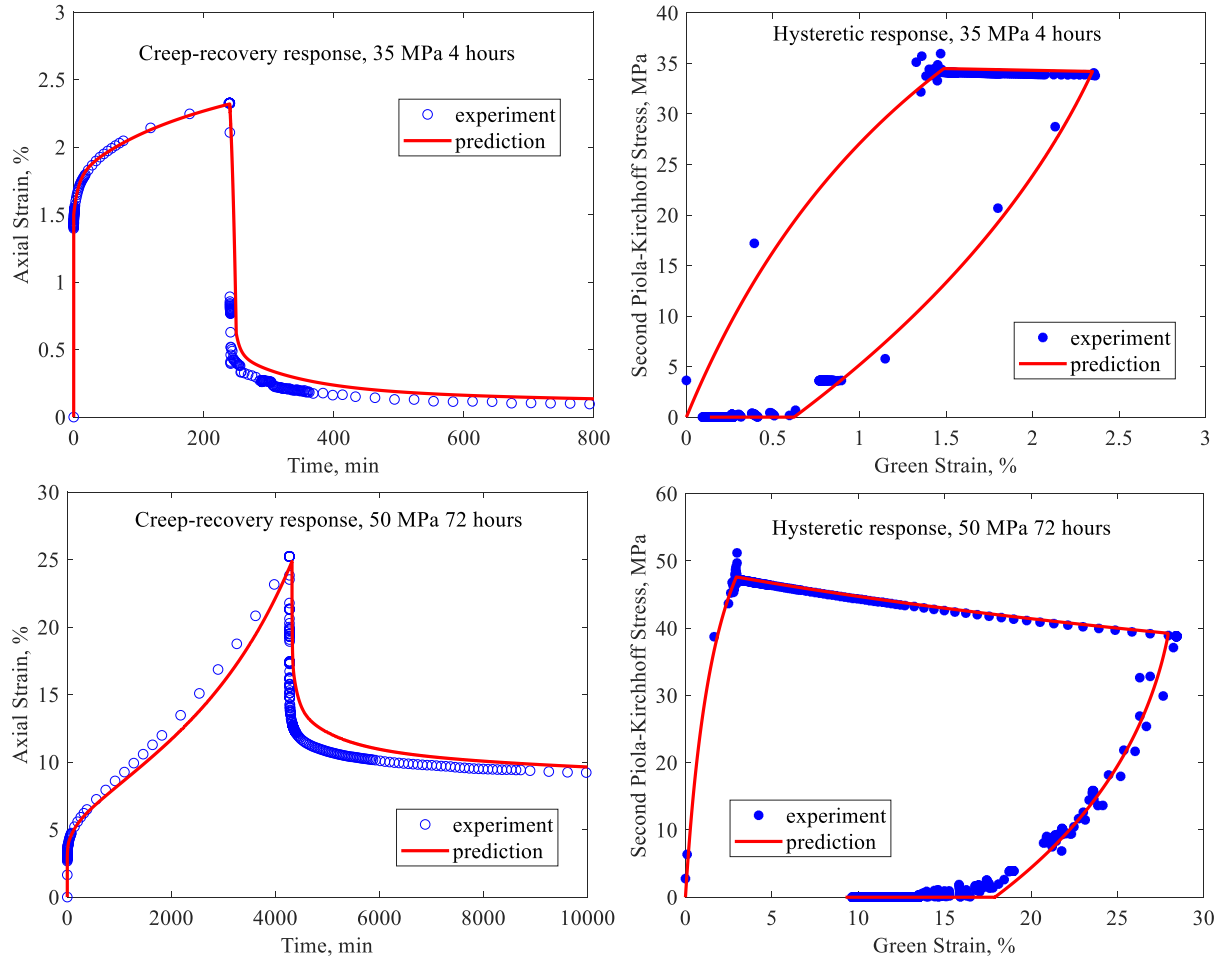 Creep-recovery response, 35 MPa 4 hours
Axial Strain, %
3
2.5
2
1.5
1
0.5
0
experiment
prediction
0 200 400 600 800
Time, min
Hysteretic response, 35 MPa 4 hours
Second Piola-Kirchhoff Stress, MPa
40
35
30
25
20
15
10
5
0
experiment
prediction
0 0.5 1 1.5 2 2.5 3
Green Strain, %
Creep-recovery response, 50 MPa 72 hours
Axial Strain, %
30
25
20
15
10
5
0
experiment
prediction
0 2000 4000 6000 8000 10000
Time, min
Hysteretic response, 50 MPa 72 hours
Second Piola-Kirchhoff Stress, MPa
60
50
40
30
20
10
0
experiment
prediction
0 5 10 15 20 25 30
Green Strain, %